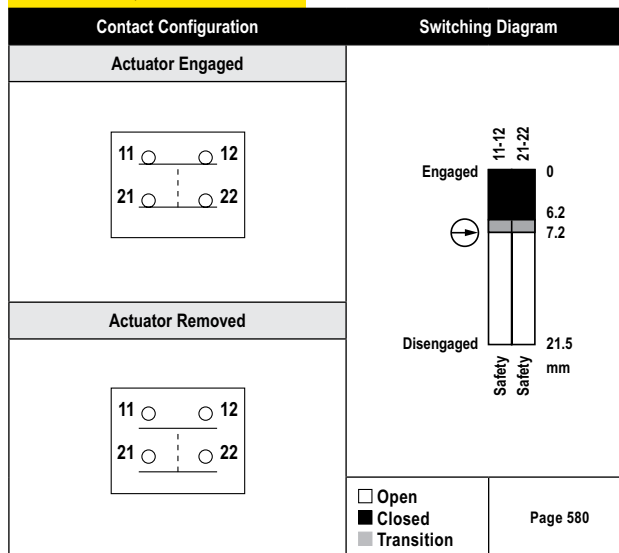 Contact Configuration
Switching Diagram
Actuator Engaged
11 12
21 22
Actuator Removed
11 12
21 22
11-12 21-22
Engaged 0
6.2
7.2
Disengaged 21.5
mm
Safety Safety
Open
Closed
Transition
Page 580